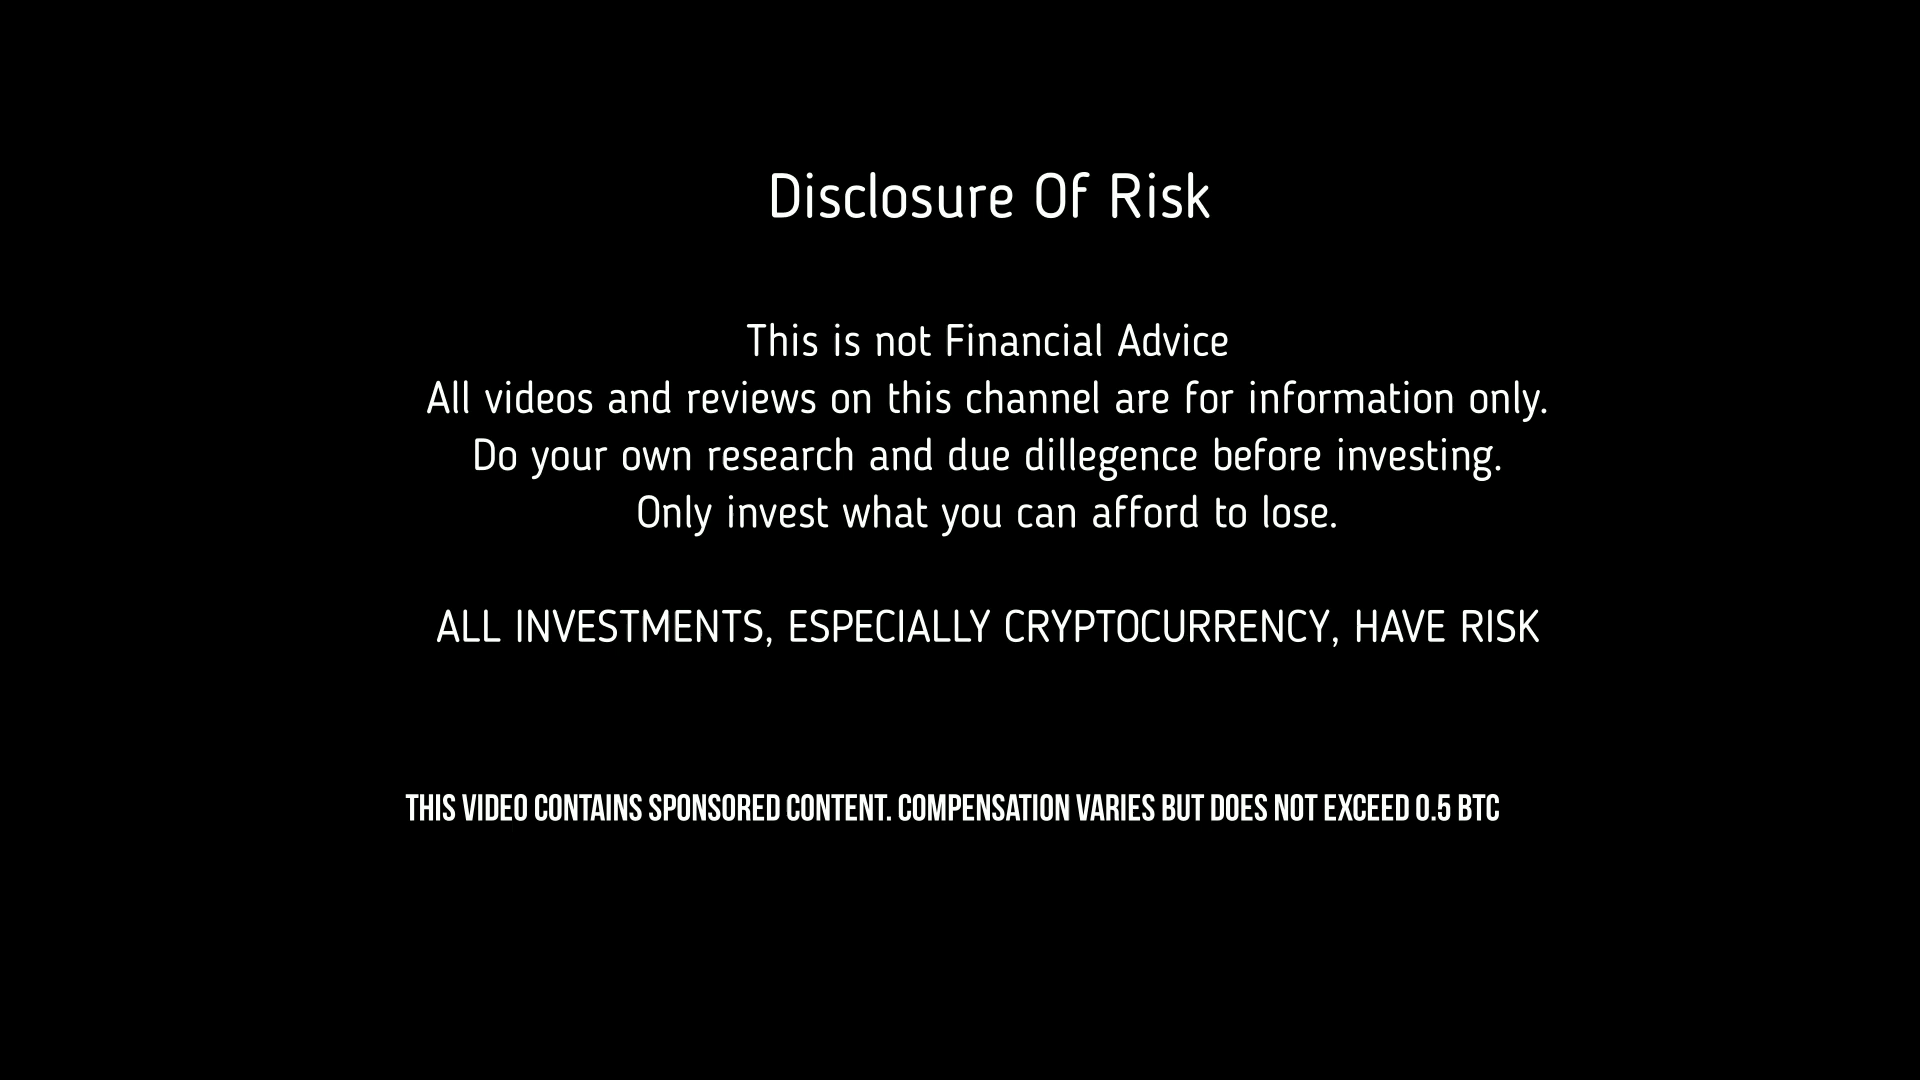 Disclosure Of Risk
This is not Financial Advice
All videos and reviews on this channel are for information only.
Do your own research and due dillegence before investing.
Only invest what you can afford to lose.
ALL INVESTMENTS, ESPECIALLY CRYPTOCURRENCY, HAVE RISK
THIS VIDEO CONTAINS SPONSORED CONTENT. COMPENSATION VARIES BUT DOES NOT EXCEED 0.5 BTC